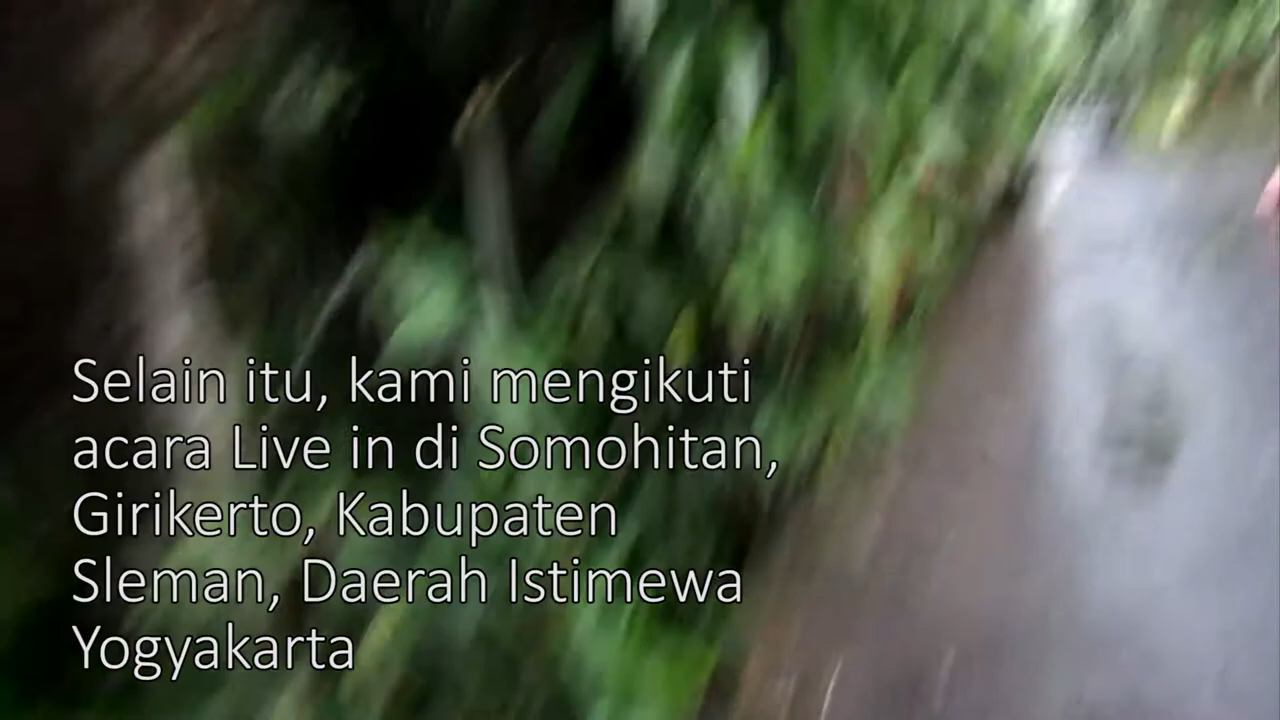 Selain itu, kami mengikuti
acara Live in di Somohitan,
Girikerto, Kabupaten
Sleman, Daerah Istimewa
Yogyakarta